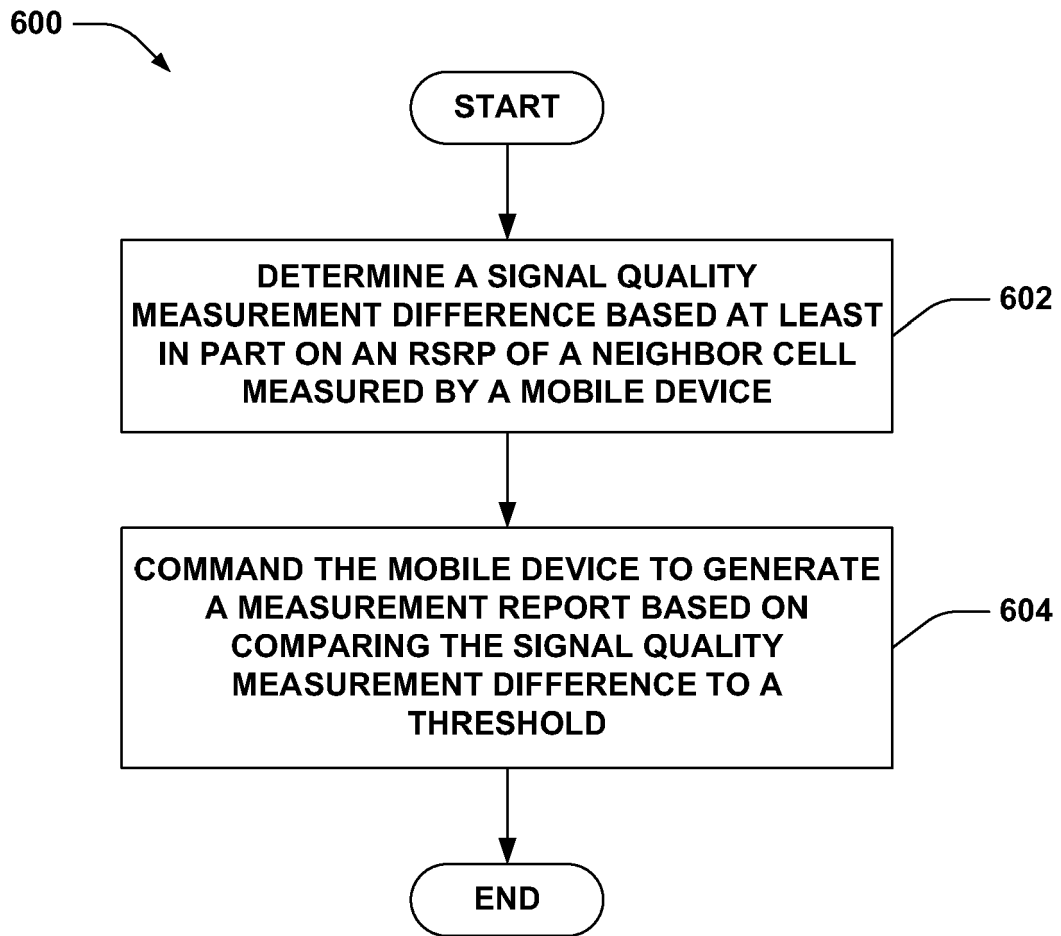 600
START
DETERMINE A SIGNAL QUALITY
MEASUREMENT DIFFERENCE BASED AT LEAST
IN PART ON AN RSRP OF A NEIGHBOR CELL
MEASURED BY A MOBILE DEVICE
602
COMMAND THE MOBILE DEVICE TO GENERATE
A MEASUREMENT REPORT BASED ON
COMPARING THE SIGNAL QUALITY
MEASUREMENT DIFFERENCE TO A
THRESHOLD
604
END